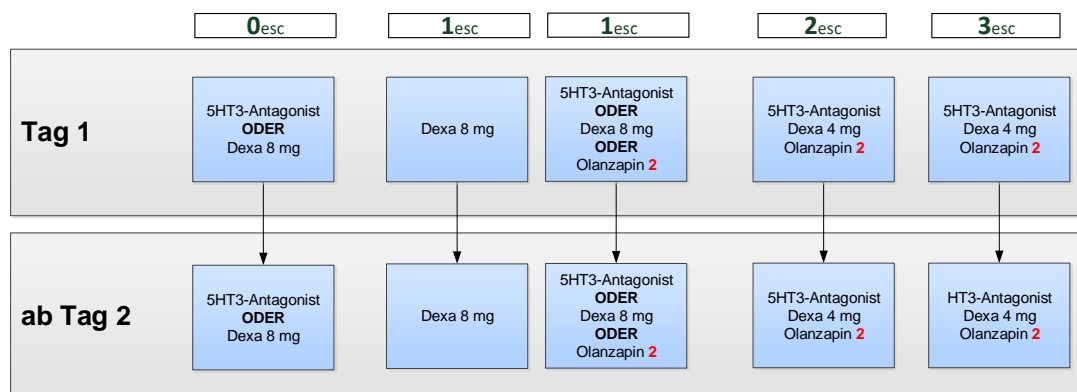 0esc
1esc
1esc
2esc
3esc
Tag 1
5HT3-Antagonist
ODER
Dexa 8 mg
Dexa 8 mg
5HT3-Antagonist
ODER
Dexa 8 mg
ODER
Olanzapin 2
5HT3-Antagonist
Dexa 4 mg
Olanzapin 2
5HT3-Antagonist
Dexa 4 mg
Olanzapin 2
ab Tag 2
5HT3-Antagonist
ODER
Dexa 8 mg
Dexa 8 mg
5HT3-Antagonist
ODER
Dexa 8 mg
ODER
Olanzapin 2
5HT3-Antagonist
Dexa 4 mg
Olanzapin 2
HT3-Antagonist
Dexa 4 mg
Olanzapin 2